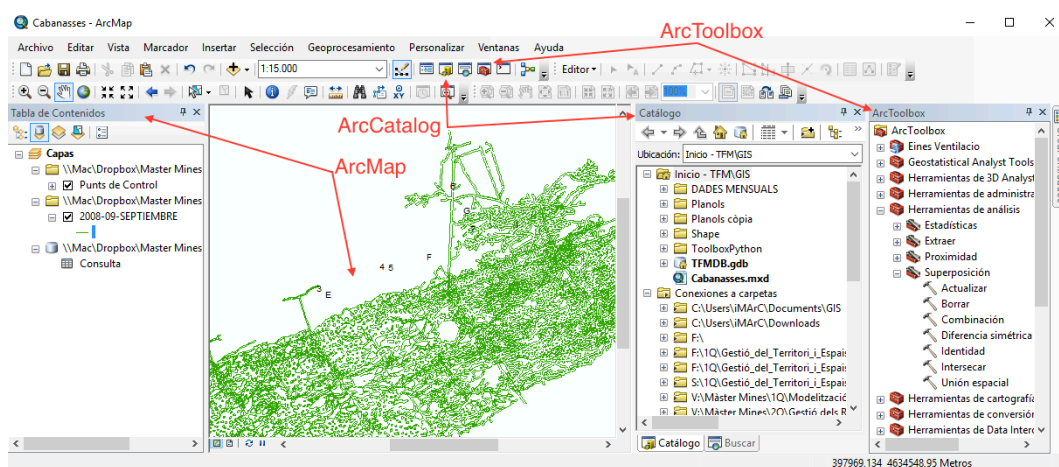 Cabanasses - ArcMap
ArcToolbox
Archivo Editar Vista Marcador Insertar Selección Geoprocesamiento Personalizar Ventanas Ayuda
1:15.000
Editor
100%
Tabla de Contenidos
Capas
\\Mac\Dropbox\Master Mines
Punts de Control
\\Mac\Dropbox\Master Mines
2008-09-SEPTIEMBRE
\\Mac\Dropbox\Master Mines
Consulta
ArcCatalog
ArcMap
6
G
7
F
4 5
3
E
Catálogo
Ubicación: Inicio - TFM\GIS
Inicio - TFM\GIS
DADES MENSUALS
Planols
Planols còpia
Shape
ToolboxPython
TFMDB.gdb
Cabanasses.mxd
Conexiones a carpetas
C:\Users\iMArC\Documents\GIS
C:\Users\iMArC\Downloads
F:\
F:\1Q\Gestió_del_Territori_i_Espais
F:\1Q\Gestió_del_Territori_i_Espais
S:\1Q\Gestió_del_Territori_i_Espais
V:\Màster Mines\1Q\Modelització
V:\Màster Mines\2Q\Gestió dels R
Catálogo Buscar
ArcToolbox
ArcToolbox
Eines Ventilacio
Geostatistical Analyst Tools
Herramientas de 3D Analyst
Herramientas de administra
Herramientas de análisis
Estadísticas
Extraer
Proximidad
Superposición
Actualizar
Borrar
Combinación
Diferencia simétrica
Identidad
Intersecar
Unión espacial
Herramientas de cartografía
Herramientas de conversión
Herramientas de Data Interc
397969,134 4634548,95 Metros